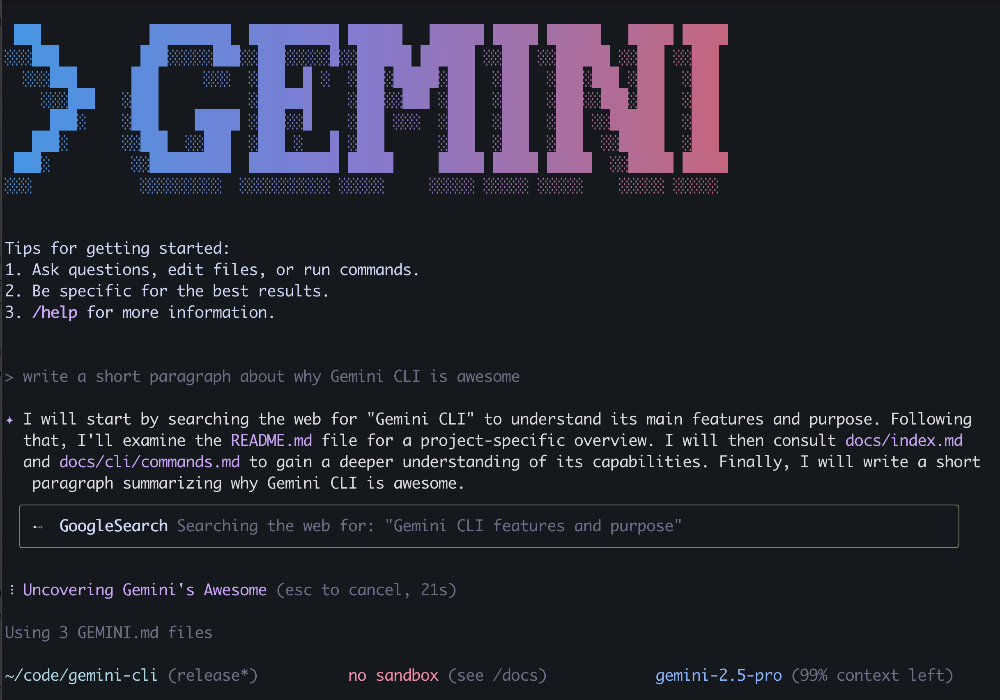 > GEMINI
Tips for getting started:
1. Ask questions, edit files, or run commands.
2. Be specific for the best results.
3. /help for more information.
> write a short paragraph about why Gemini CLI is awesome
✦ I will start by searching the web for "Gemini CLI" to understand its main features and purpose. Following
that, I'll examine the README.md file for a project-specific overview. I will then consult docs/index.md
and docs/cli/commands.md to gain a deeper understanding of its capabilities. Finally, I will write a short
paragraph summarizing why Gemini CLI is awesome.
⊷ GoogleSearch Searching the web for: "Gemini CLI features and purpose"
⠸ Uncovering Gemini's Awesome (esc to cancel, 21s)
Using 3 GEMINI.md files
~/code/gemini-cli (release*) no sandbox (see /docs) gemini-2.5-pro (99% context left)